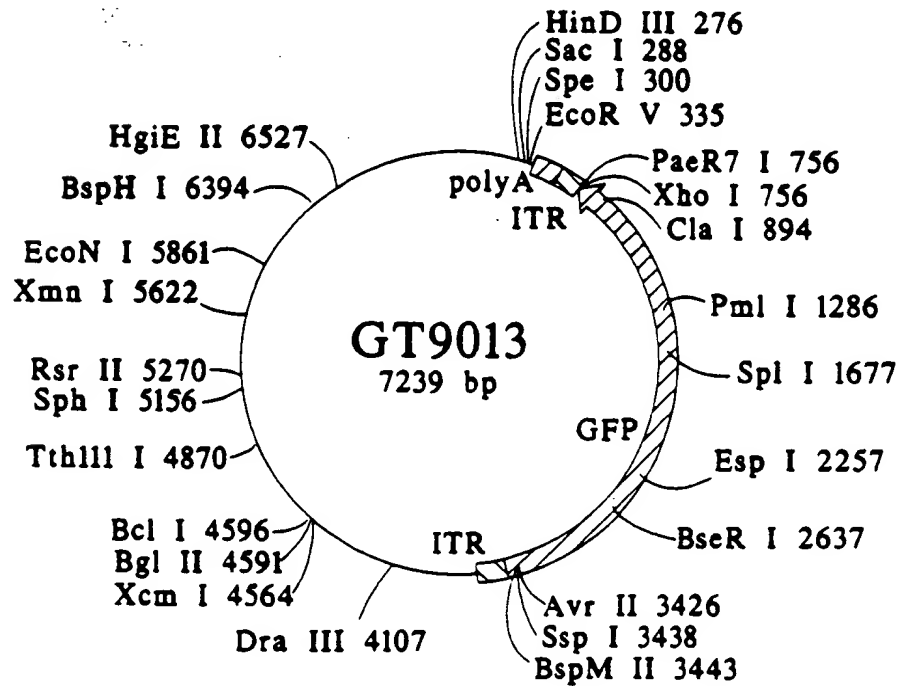 HinD III 276
Sac I 288
Spe I 300
EcoR V 335
HgiE II 6527
PaeR7 I 756
BspH I 6394
polyA
Xho I 756
ITR
Cla I 894
EcoN I 5861
Xmn I 5622
Pml I 1286
GT9013
7239 bp
Rsr II 5270
Spl I 1677
Sph I 5156
GFP
Tth111 I 4870
Esp I 2257
Bcl I 4596
ITR
BseR I 2637
Bgl II 4591
Xcm I 4564
Avr II 3426
Dra III 4107
Ssp I 3438
BspM II 3443